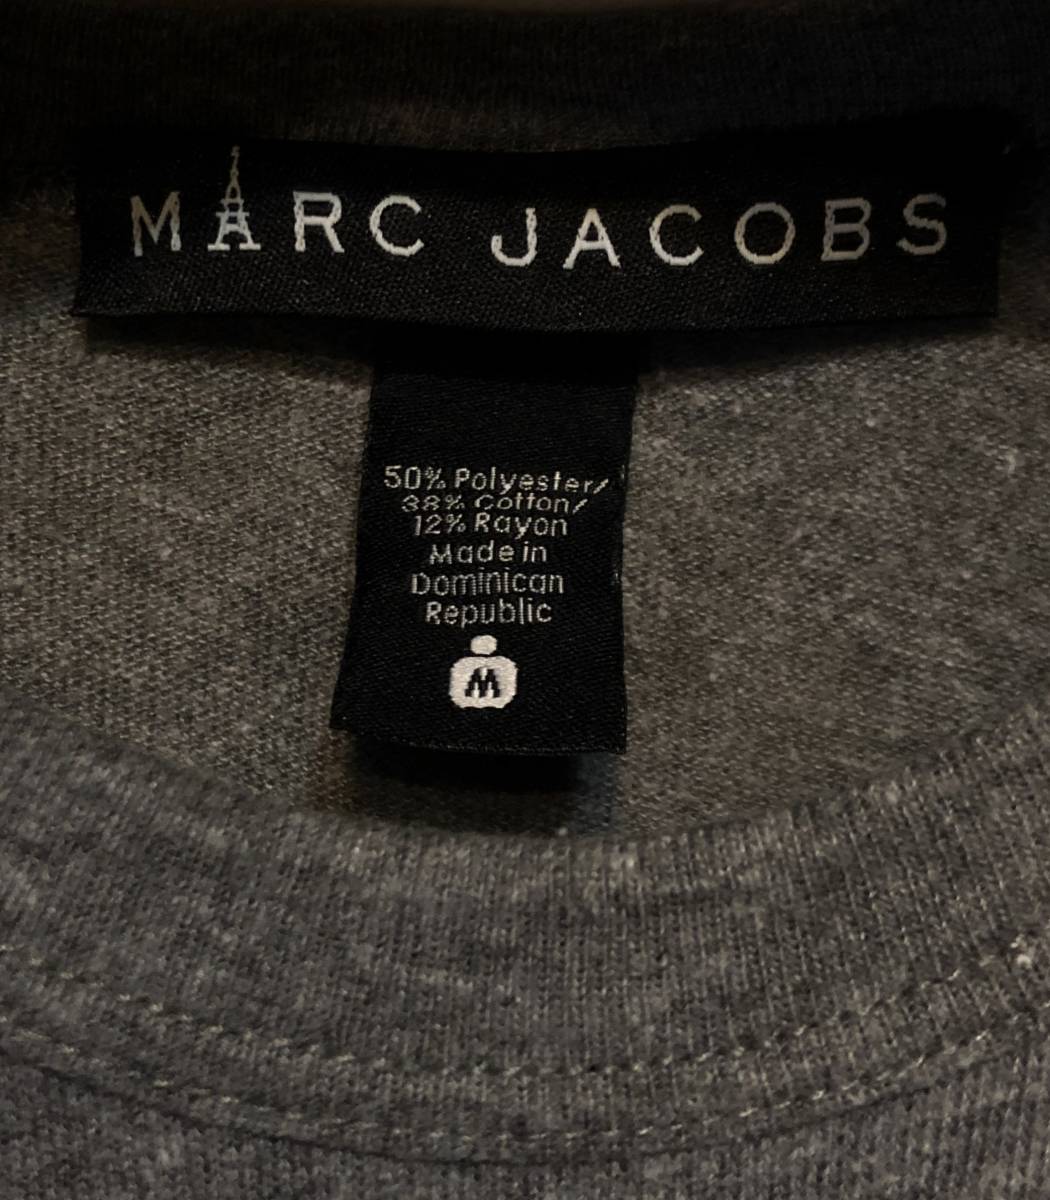 MARC JACOBS
50% Polyester/
38% Cotton/
12% Rayon
Made in
Dominican
Republic
M